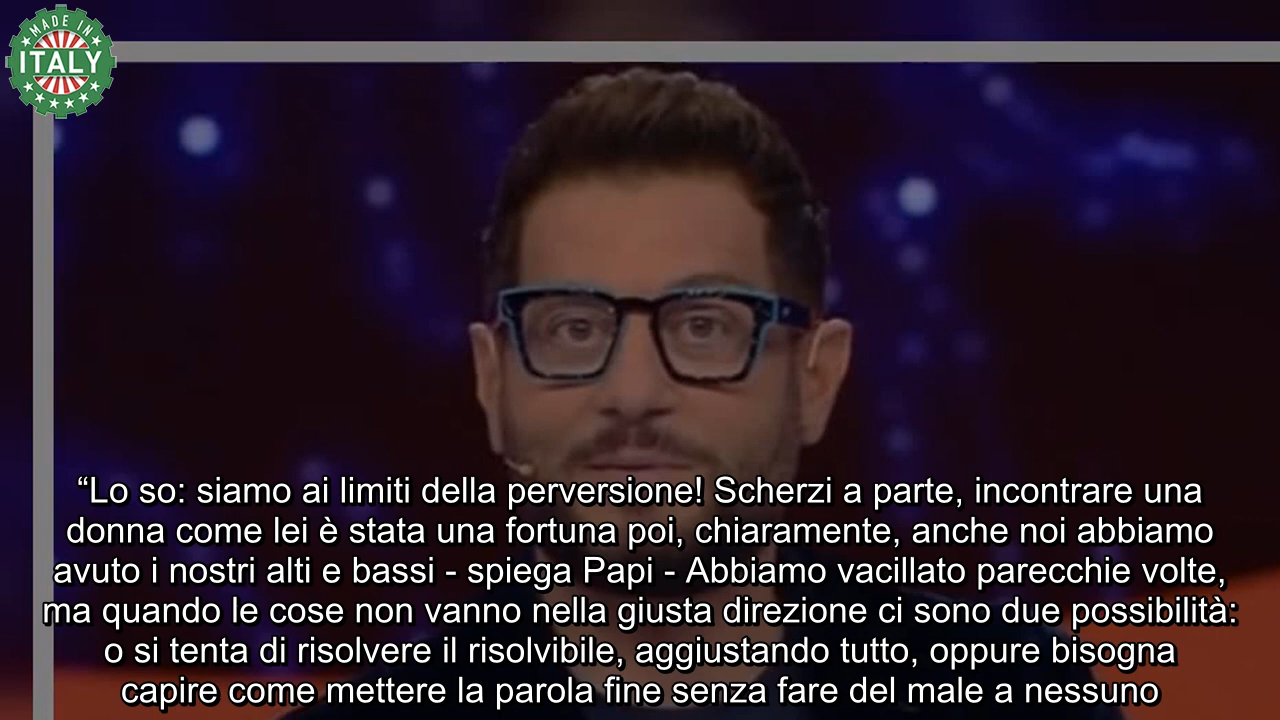 MADE IN
ITALY
“Lo so: siamo ai limiti della perversione! Scherzi a parte, incontrare una
donna come lei è stata una fortuna poi, chiaramente, anche noi abbiamo
avuto i nostri alti e bassi - spiega Papi - Abbiamo vacillato parecchie volte,
ma quando le cose non vanno nella giusta direzione ci sono due possibilità:
o si tenta di risolvere il risolvibile, aggiustando tutto, oppure bisogna
capire come mettere la parola fine senza fare del male a nessuno